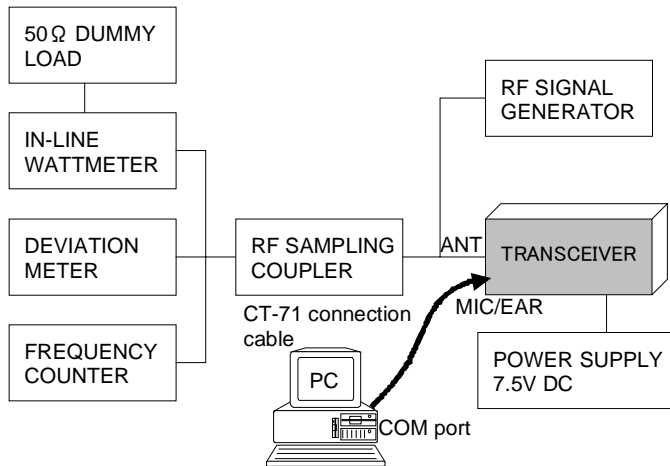 50Ω DUMMY
LOAD
IN-LINE
WATTMETER
DEVIATION
METER
FREQUENCY
COUNTER
RF SAMPLING
COUPLER
CT-71 connection
cable
PC
COM port
RF SIGNAL
GENERATOR
ANT
TRANSCEIVER
MIC/EAR
POWER SUPPLY
7.5V DC